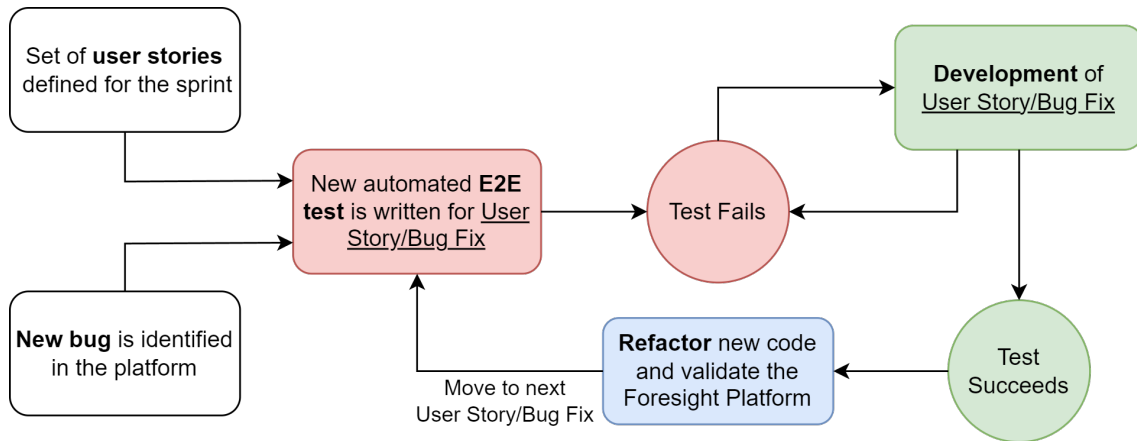 Set of user stories
defined for the sprint
New bug is identified
in the platform
New automated E2E
test is written for User
Story/Bug Fix
Test Fails
Development of
User Story/Bug Fix
Test
Succeeds
Refactor new code
and validate the
Foresight Platform
Move to next
User Story/Bug Fix